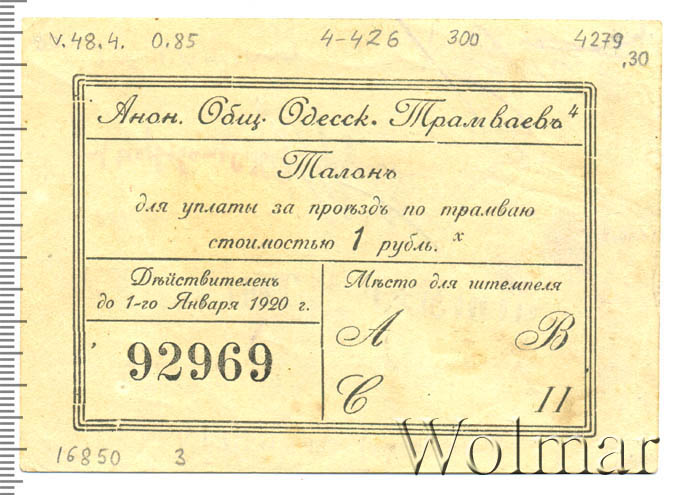 V.48.4. 0.85 4-426 300 4279
,30
Анон. Общ. Одесск. Трамваевъ 4
Талонъ
для уплаты за проѣздъ по трамваю
стоимостью 1 рубль. x
Дѣйствителенъ
до 1-го Января 1920 г.
92969
Мѣсто для штемпеля
A B
C II
16850 3
Wolmar